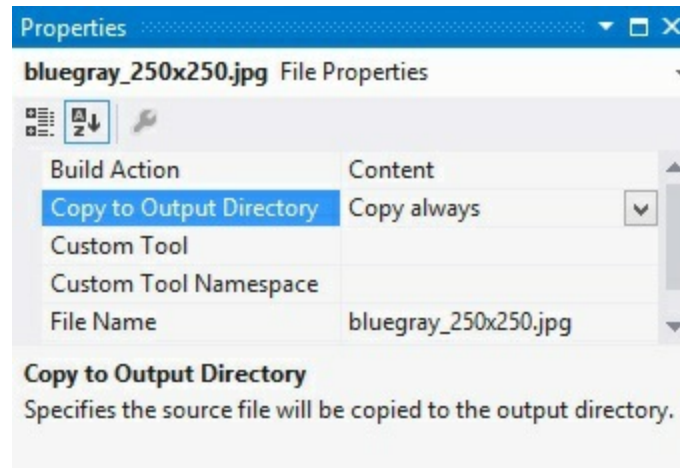 Properties
bluegray_250x250.jpg File Properties
Build Action Content
Copy to Output Directory Copy always
Custom Tool
Custom Tool Namespace
File Name bluegray_250x250.jpg
Copy to Output Directory
Specifies the source file will be copied to the output directory.